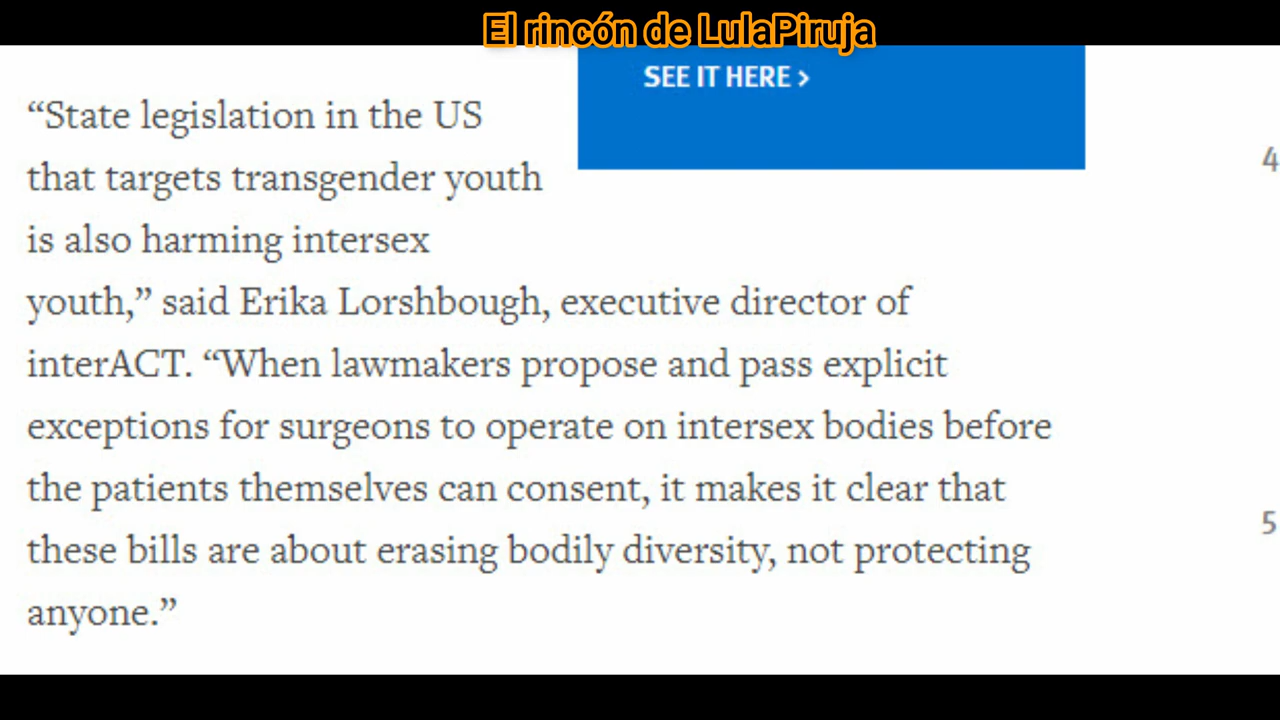 El rincón de LulaPiruja
SEE IT HERE >
“State legislation in the US
that targets transgender youth
is also harming intersex
youth,” said Erika Lorshbough, executive director of
interACT. “When lawmakers propose and pass explicit
exceptions for surgeons to operate on intersex bodies before
the patients themselves can consent, it makes it clear that
these bills are about erasing bodily diversity, not protecting
anyone.”
4
5